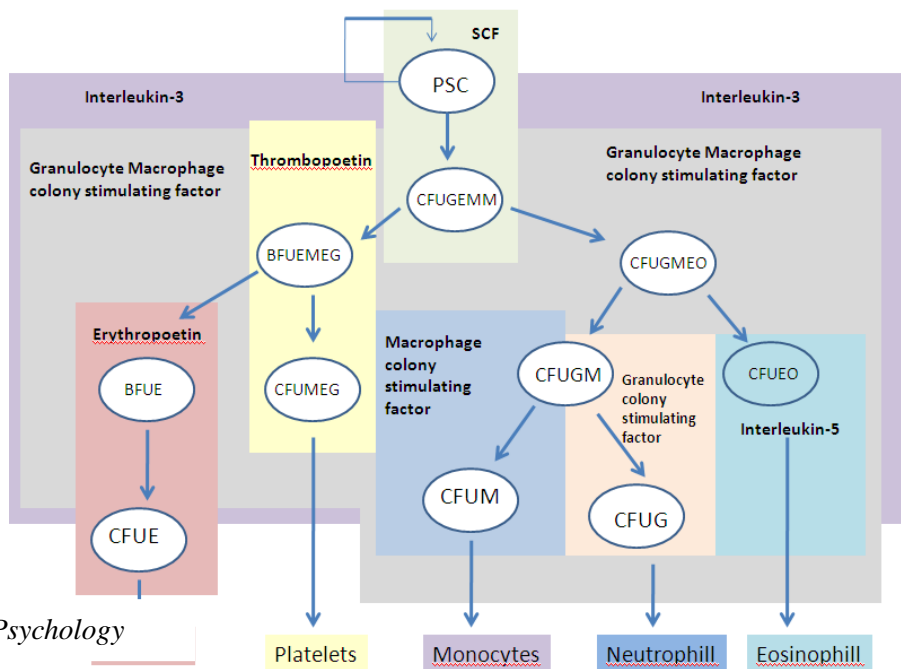 SCF
PSC
Interleukin-3
Interleukin-3
Granulocyte Macrophage
colony stimulating factor
Thrombopoetin
Granulocyte Macrophage
colony stimulating factor
CFUGEMM
BFUEMEG
CFUGMEO
Erythropoetin
Macrophage
colony
stimulating
factor
BFUE
CFUMEG
CFUGM
Granulocyte
colony
stimulating
factor
CFUEO
Interleukin-5
CFUM
CFUG
CFUE
Psychology
Platelets
Monocytes
Neutrophill
Eosinophill